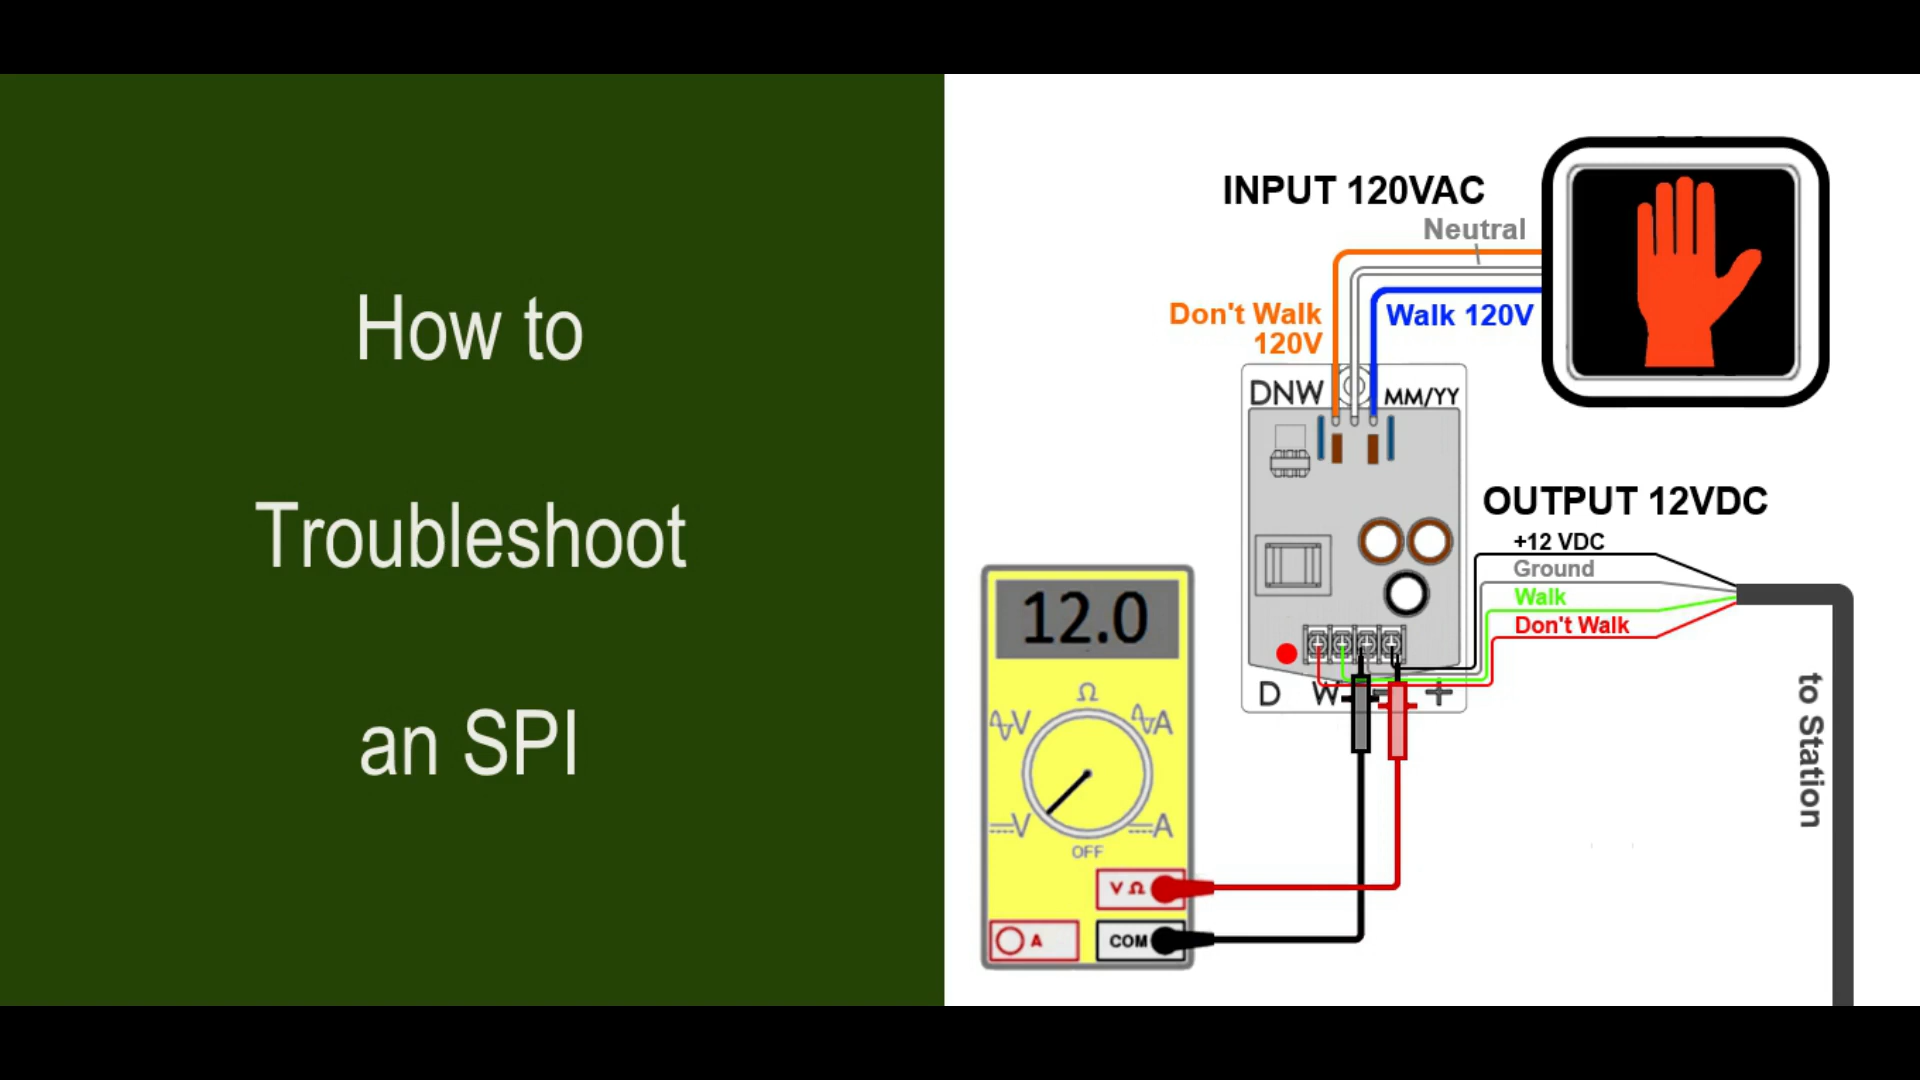 How to
Troubleshoot
an SPI
INPUT 120VAC
Neutral
Don't Walk
120V
Walk 120V
DNW
MM/YY
OUTPUT 12VDC
+12 VDC
Ground
Walk
Don't Walk
D W - +
to Station
12.0
Ω
V A
V A
OFF
V Ω
A COM